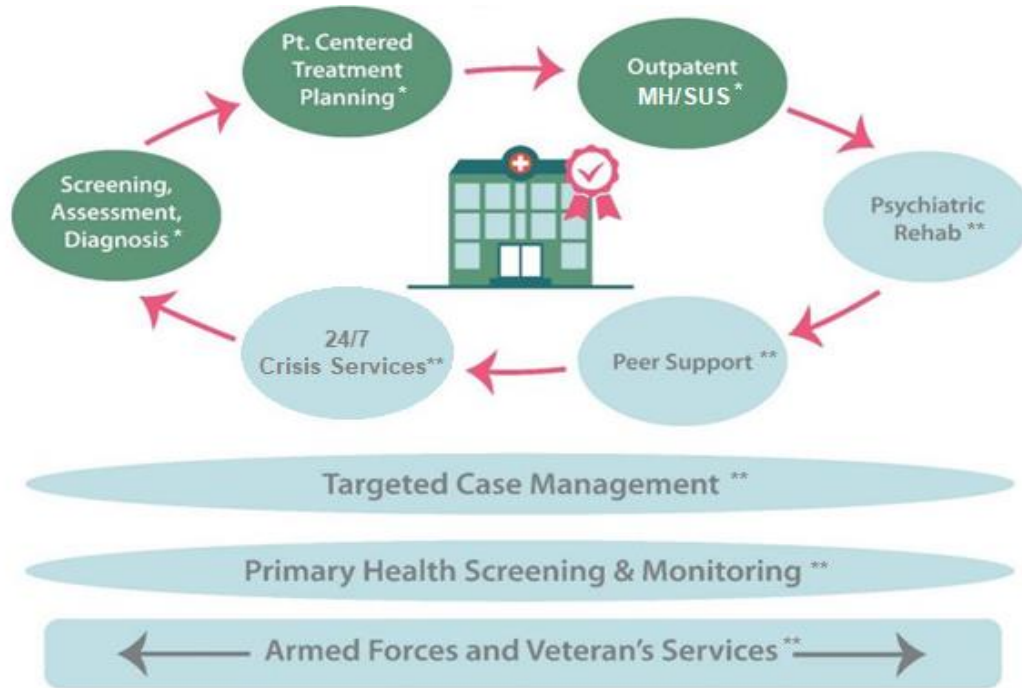 Pt. Centered
Treatment
Planning *
Outpatent
MH/SUS *
Screening,
Assessment,
Diagnosis *
Psychiatric
Rehab **
24/7
Crisis Services**
Peer Support **
Targeted Case Management **
Primary Health Screening & Monitoring **
Armed Forces and Veteran's Services **